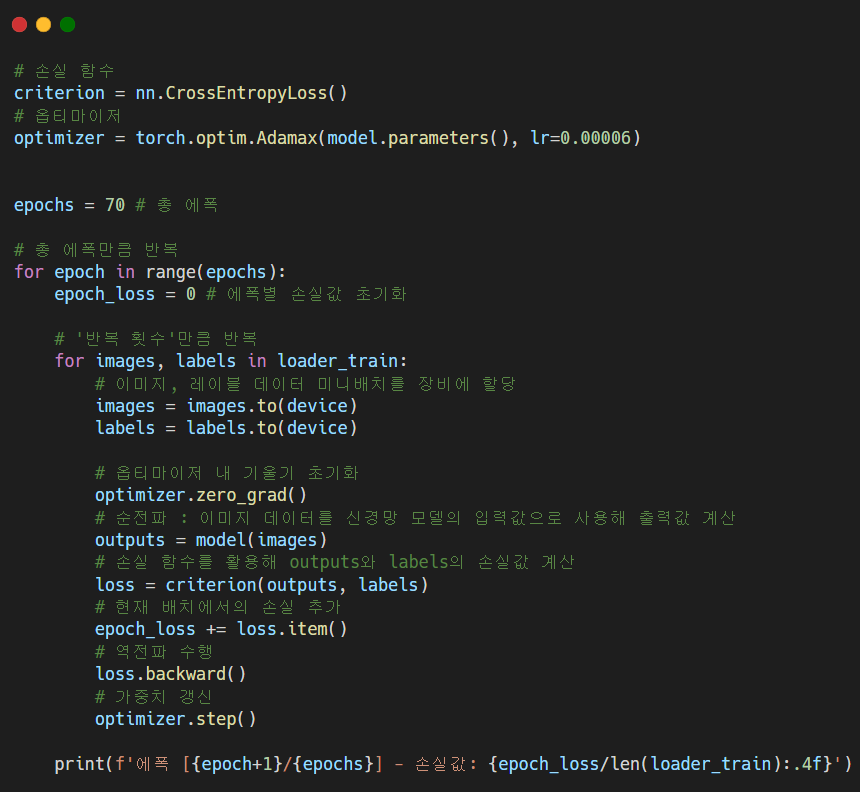 # 손실 함수
criterion = nn.CrossEntropyLoss()
# 옵티마이저
optimizer = torch.optim.Adamax(model.parameters(), lr=0.00006)
epochs = 70 # 총 에폭
# 총 에폭만큼 반복
for epoch in range(epochs):
    epoch_loss = 0 # 에폭별 손실값 초기화
    # '반복 횟수'만큼 반복
    for images, labels in loader_train:
        # 이미지, 레이블 데이터 미니배치를 장비에 할당
        images = images.to(device)
        labels = labels.to(device)
        # 옵티마이저 내 기울기 초기화
        optimizer.zero_grad()
        # 순전파 : 이미지 데이터를 신경망 모델의 입력값으로 사용해 출력값 계산
        outputs = model(images)
        # 손실 함수를 활용해 outputs와 labels의 손실값 계산
        loss = criterion(outputs, labels)
        # 현재 배치에서의 손실 추가
        epoch_loss += loss.item()
        # 역전파 수행
        loss.backward()
        # 가중치 갱신
        optimizer.step()
    print(f'에폭 [{epoch+1}/{epochs}] - 손실값: {epoch_loss/len(loader_train):.4f}')